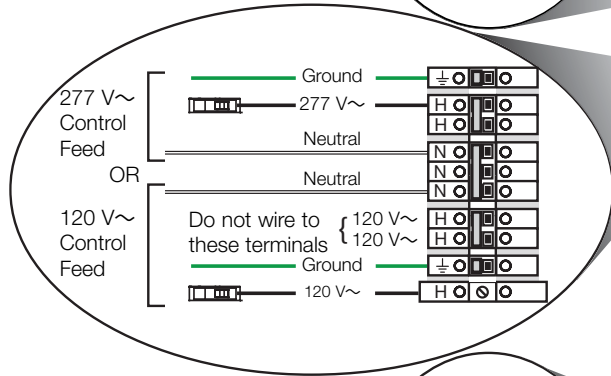 Ground
277 V～
Control
Feed
277 V～
Neutral
OR
Neutral
120 V～
Control
Feed
Do not wire to
these terminals
{ 120 V～
120 V～
Ground
120 V～
⏚
H
H
N
N
N
H
H
⏚
H